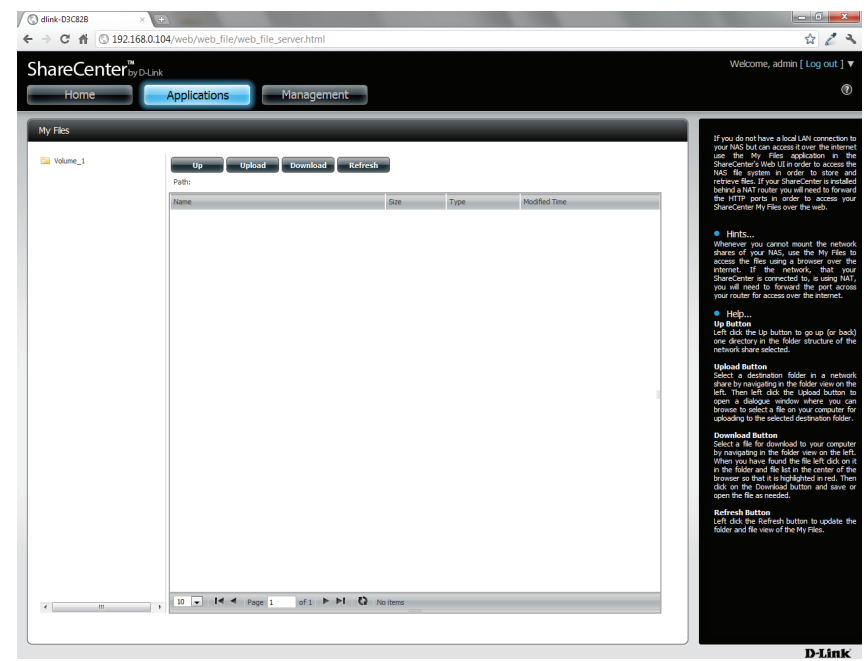 dlink-D3C82B
192.168.0.104/web/web_file/web_file_server.html
ShareCenter™ by D-Link
Welcome, admin [ Log out ] ▼
Home
Applications
Management
My Files
Volume_1
Up
Upload
Download
Refresh
Path:
Name
Size
Type
Modified Time
10
Page 1 of 1
No items
If you do not have a local LAN connection to
your NAS but can access it over the internet
use the My Files application in the
ShareCenter's Web UI in order to access the
NAS file system in order to store and
retrieve files. If your ShareCenter is installed
behind a NAT router you will need to forward
the HTTP ports in order to access your
ShareCenter My Files over the web.
Hints...
Whenever you cannot mount the network
shares of your NAS, use the My Files to
access the files using a browser over the
internet. If the network, that your
ShareCenter is connected to, is using NAT,
you will need to forward the port across
your router for access over the internet.
Help...
Up Button
Left click the Up button to go up (or back)
one directory in the folder structure of the
network share selected.
Upload Button
Select a destination folder in a network
share by navigating in the folder view on the
left. Then left click the Upload button to
open a dialogue window where you can
browse to select a file on your computer for
uploading to the selected destination folder.
Download Button
Select a file for download to your computer
by navigating in the folder view on the left.
When you have found the file left click on it
in the folder and file list in the center of the
browser so that it is highlighted in red. Then
click on the Download button and save or
open the file as needed.
Refresh Button
Left click the Refresh button to update the
folder and file view of the My Files.
D-Link